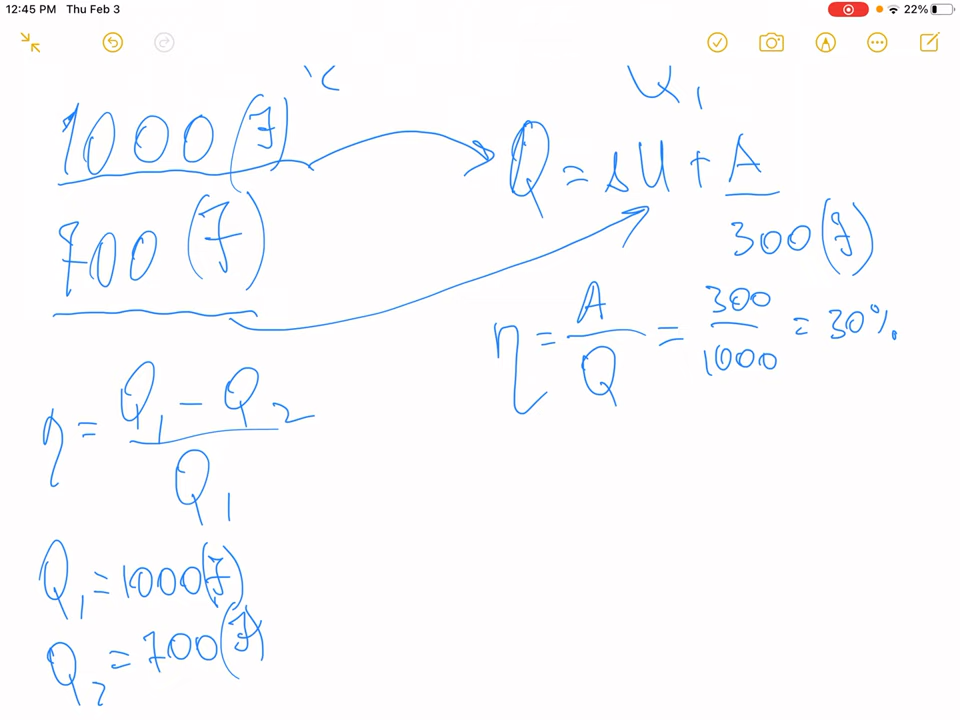 12:45 PM Thu Feb 3
22%
1000 (J)
700 (J)
Q = ΔU + A
300 (J)
η = A / Q = 300 / 1000 = 30%
η = Q₁ - Q₂ / Q₁
Q₁ = 1000 (J)
Q₂ = 700 (J)